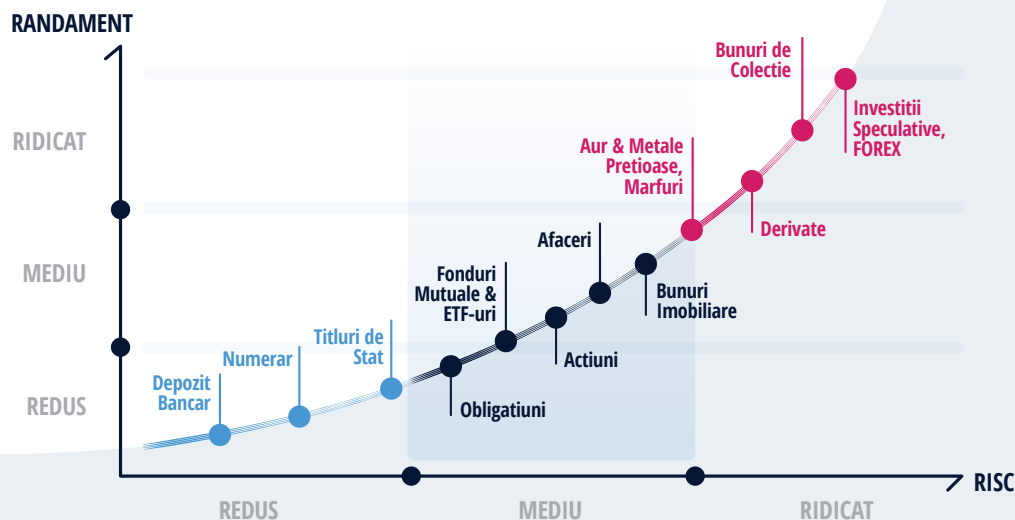 RANDAMENT
RIDICAT
MEDIU
REDUS
Depozit
Bancar
Numerar
Titluri de
Stat
Obligatiuni
Fonduri
Mutuale &
ETF-uri
Actiuni
Afaceri
Bunuri
Imobiliare
Aur & Metale
Pretioase,
Marfuri
Derivate
Bunuri de
Colectie
Investitii
Speculative,
FOREX
RISC
REDUS
MEDIU
RIDICAT